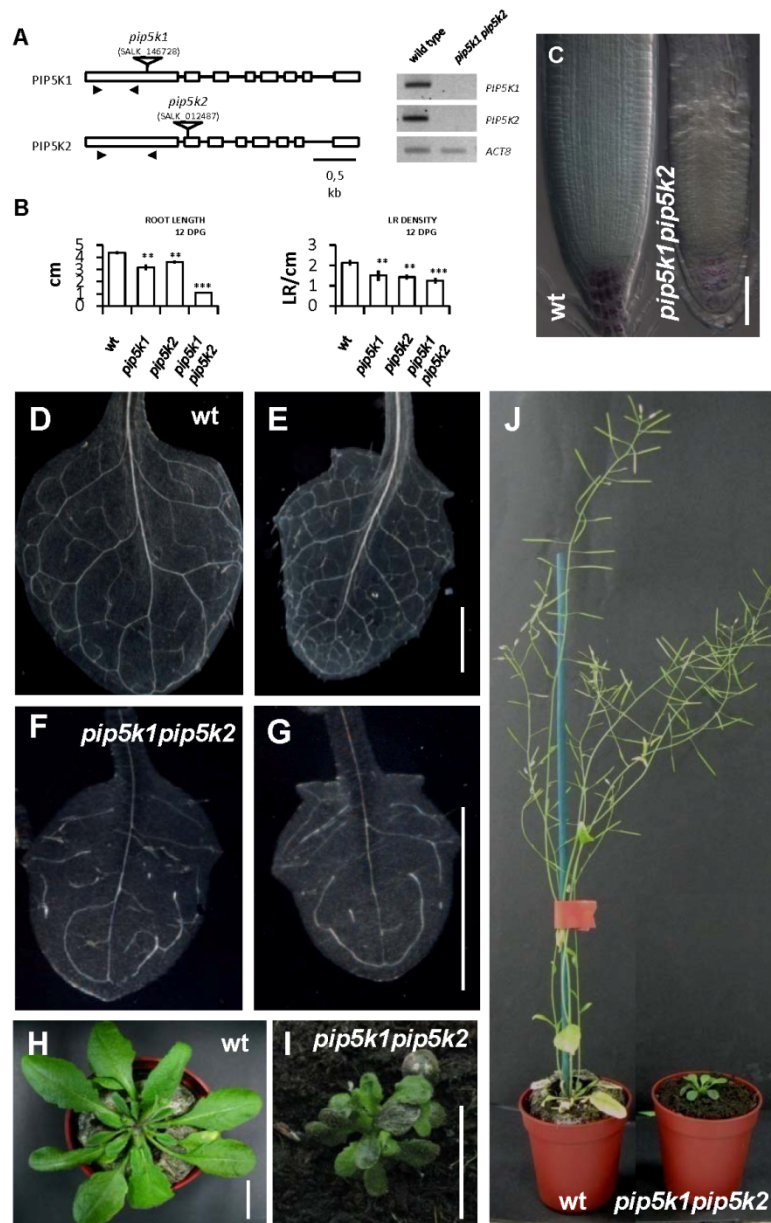 A
pip5k1
(SALK_146728)
PIP5K1
pip5k2
(SALK_012487)
PIP5K2
0,5
kb
wild type
pip5k1 pip5k2
PIP5K1
PIP5K2
ACT8
C
wt
pip5k1pip5k2
B
ROOT LENGTH
12 DPG
cm
5
4
3
2
1
0
**
**
***
wt
pip5k1
pip5k2
pip5k1
pip5k2
LR DENSITY
12 DPG
LR/cm
3
2
1
0
**
**
***
wt
pip5k1
pip5k2
pip5k1
pip5k2
D
wt
E
F
pip5k1pip5k2
G
H
wt
I
pip5k1pip5k2
J
wt
pip5k1pip5k2